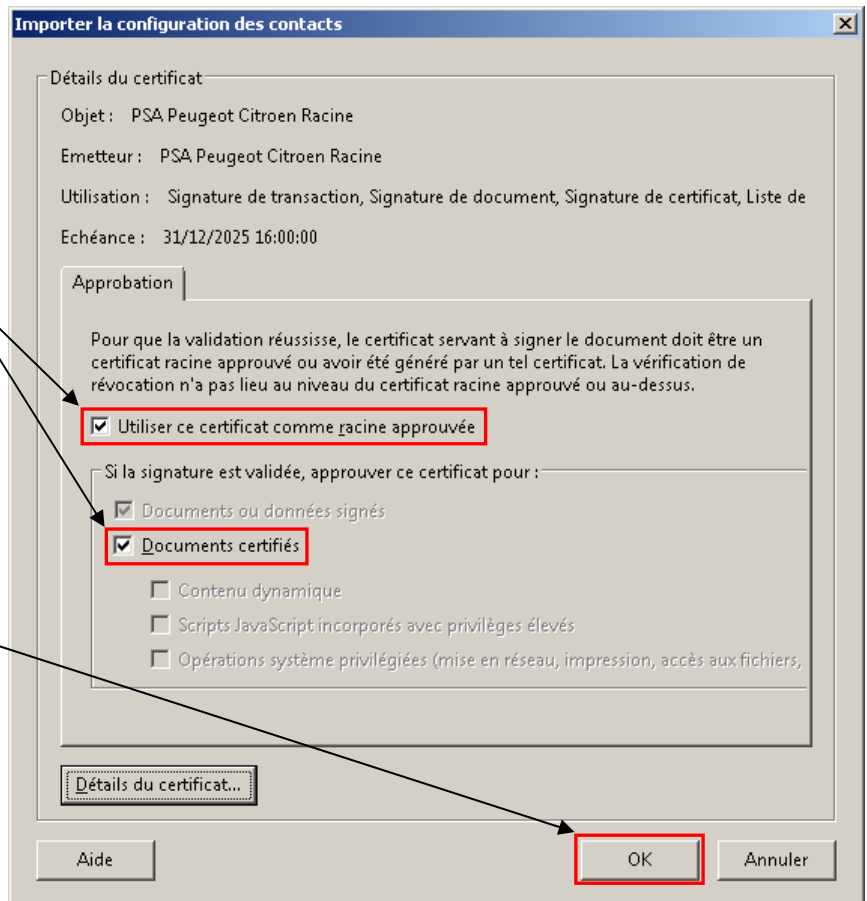 Importer la configuration des contacts
Détails du certificat
Objet : PSA Peugeot Citroen Racine
Emetteur : PSA Peugeot Citroen Racine
Utilisation : Signature de transaction, Signature de document, Signature de certificat, Liste de
Echéance : 31/12/2025 16:00:00
Approbation
Pour que la validation réussisse, le certificat servant à signer le document doit être un
certificat racine approuvé ou avoir été généré par un tel certificat. La vérification de
révocation n'a pas lieu au niveau du certificat racine approuvé ou au-dessus.
Utiliser ce certificat comme racine approuvée
Si la signature est validée, approuver ce certificat pour :
Documents ou données signés
Documents certifiés
Contenu dynamique
Scripts JavaScript incorporés avec privilèges élevés
Opérations système privilégiées (mise en réseau, impression, accès aux fichiers,
Détails du certificat...
Aide OK Annuler